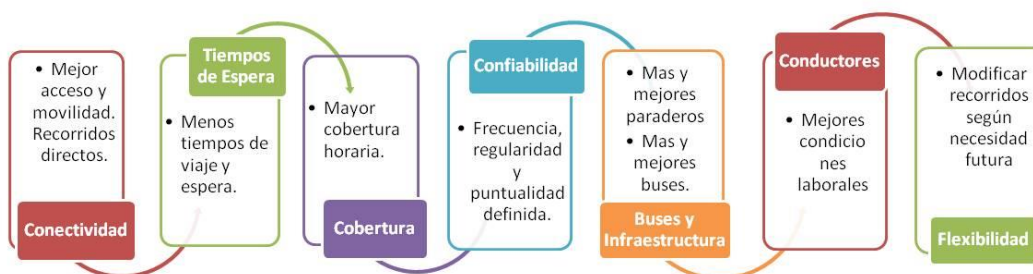 • Mejor
acceso y
movilidad.
Recorridos
directos.
Conectividad
Tiempos
de Espera
• Menos
tiempos de
viaje y
espera.
• Mayor
cobertura
horaria.
Cobertura
Confiabilidad
• Frecuencia,
regularidad
y
puntualidad
definida.
• Mas y
mejores
paraderos
• Mas y
mejores
buses.
Buses y
Infraestructura
Conductores
• Mejores
condicio
nes
laborales
• Modificar
recorridos
según
necesidad
futura
Flexibilidad